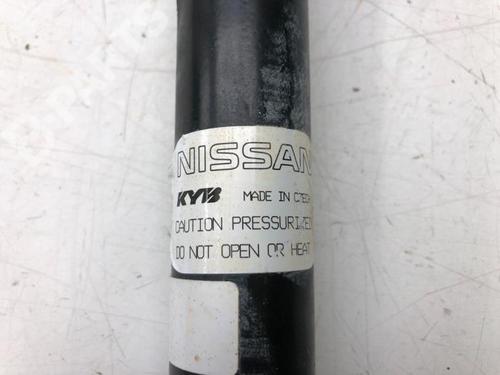 NISSAN
KYB MADE IN CZECH
CAUTION PRESSURIZED
DO NOT OPEN OR HEAT